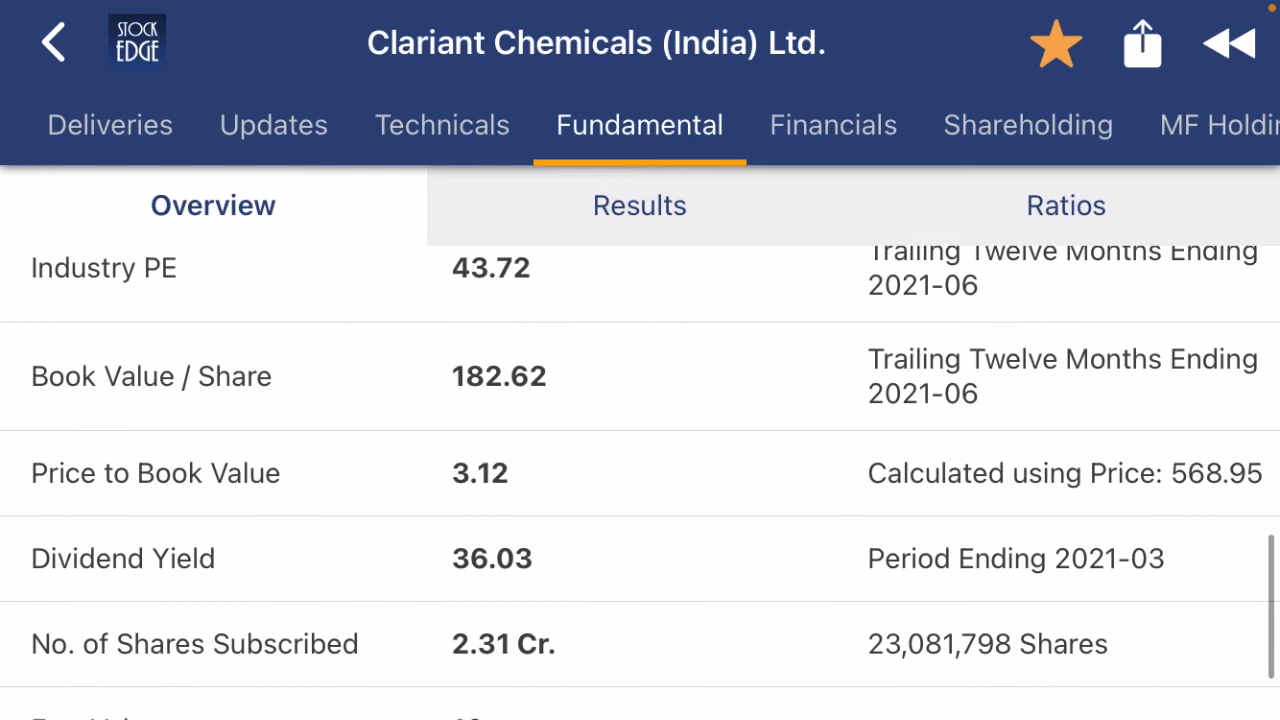 STOCK
EDGE
Clariant Chemicals (India) Ltd.
Deliveries Updates Technicals Fundamental Financials Shareholding MF Holdin
Overview Results Ratios
Industry PE 43.72 Trailing Twelve Months Ending
2021-06
Book Value / Share 182.62 Trailing Twelve Months Ending
2021-06
Price to Book Value 3.12 Calculated using Price: 568.95
Dividend Yield 36.03 Period Ending 2021-03
No. of Shares Subscribed 2.31 Cr. 23,081,798 Shares